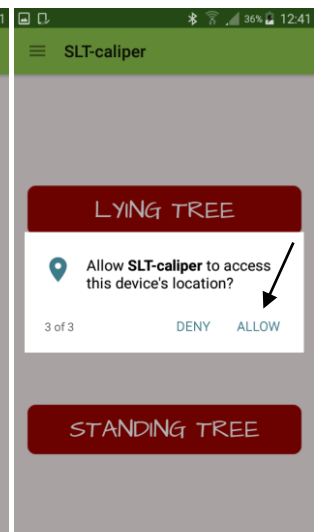 1
36% 12:41
SLT-caliper
LYING TREE
Allow SLT-caliper to access
this device's location?
3 of 3 DENY ALLOW
STANDING TREE